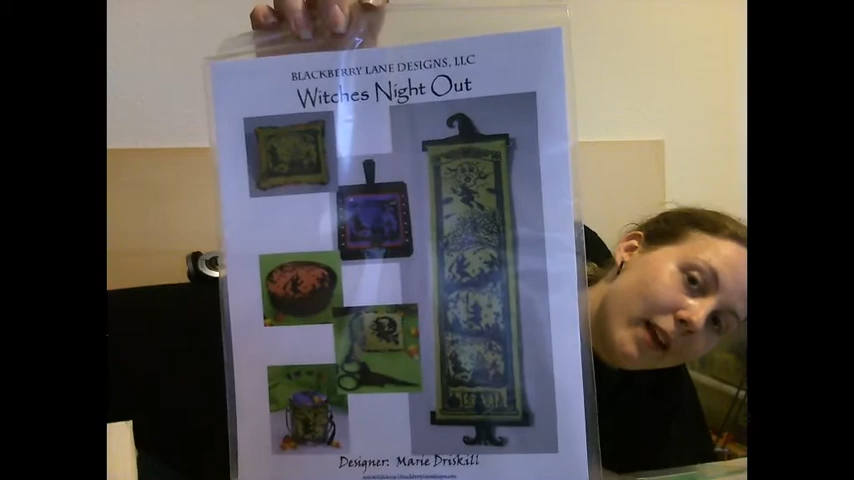 Blackberry Lane Designs, LLC
Witches Night Out
Designer: Marie Driskill